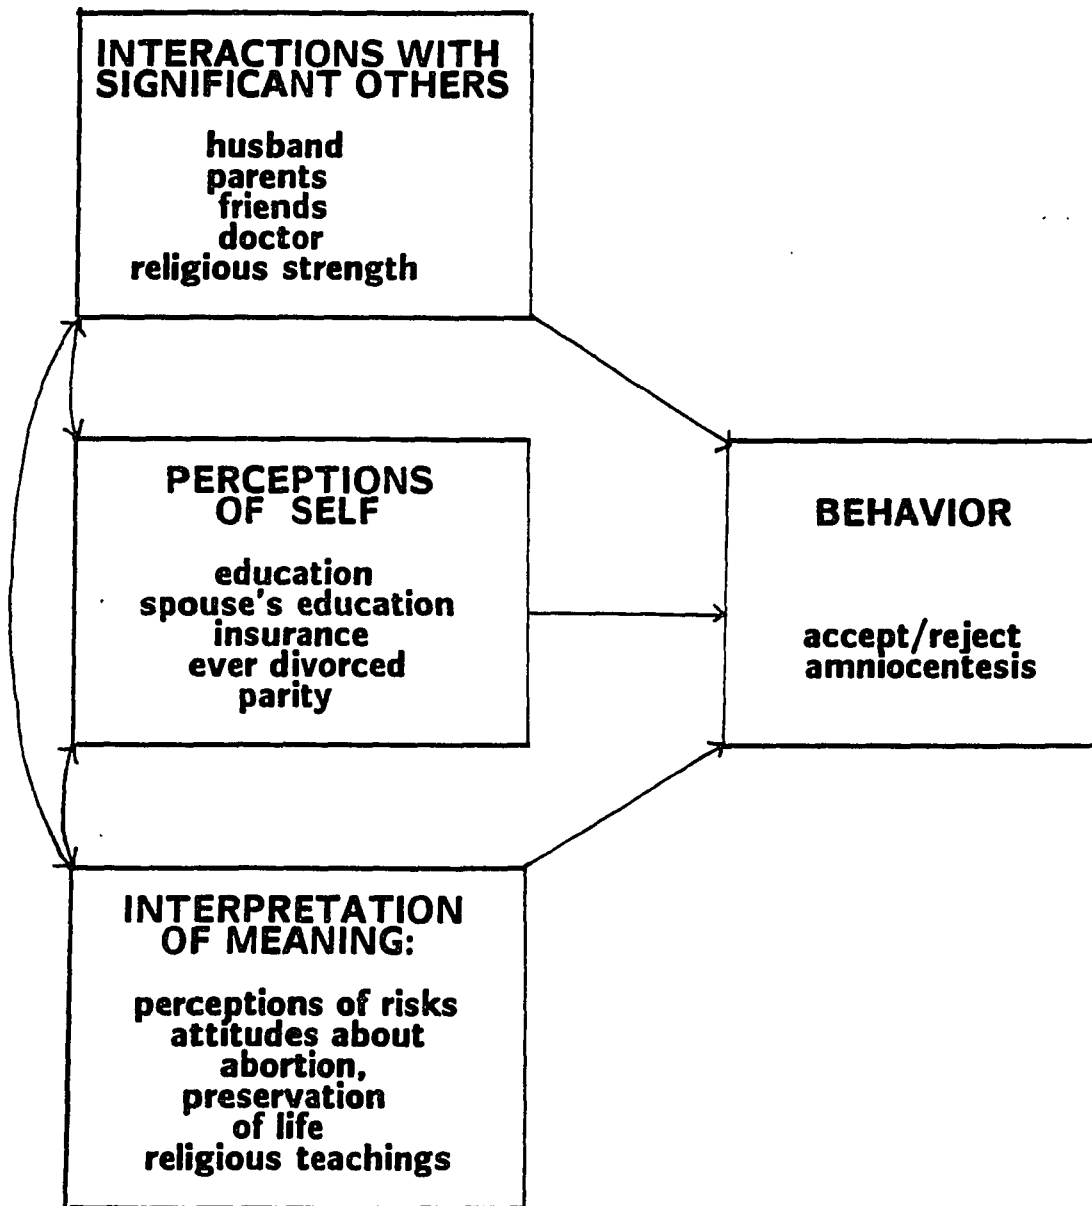 INTERACTIONS WITH
SIGNIFICANT OTHERS
husband
parents
friends
doctor
religious strength
PERCEPTIONS
OF SELF
education
spouse's education
insurance
ever divorced
parity
BEHAVIOR
accept/reject
amniocentesis
INTERPRETATION
OF MEANING:
perceptions of risks
attitudes about
abortion,
preservation
of life
religious teachings